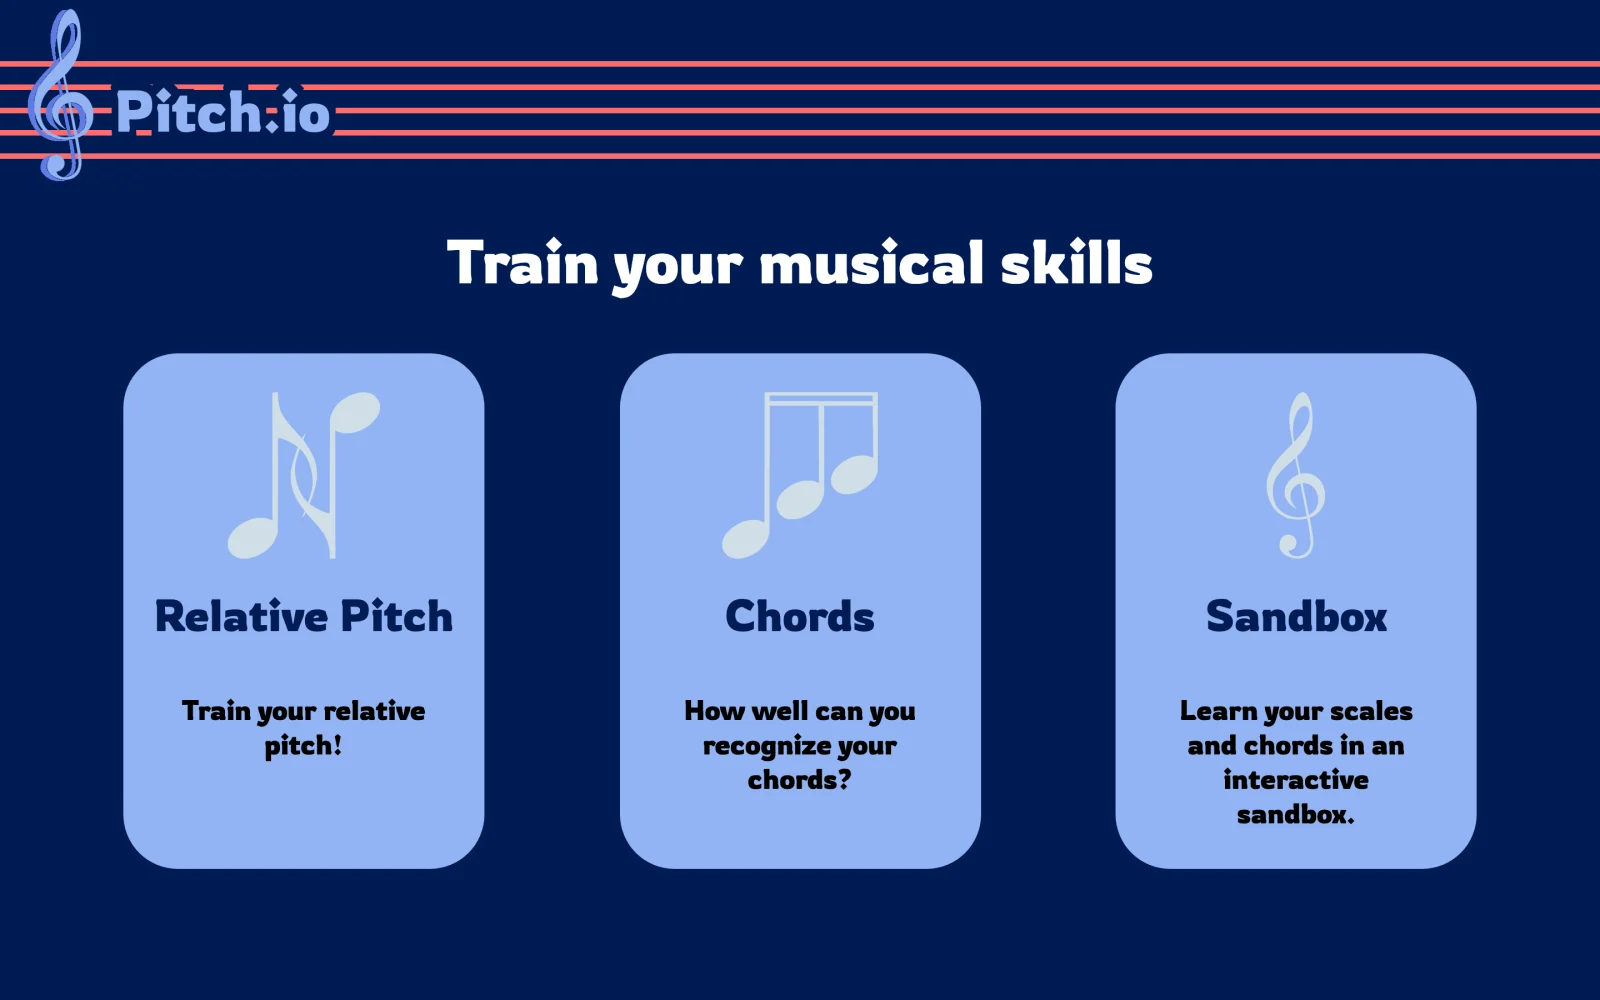 Pitch.io
Train your musical skills
Relative Pitch
Train your relative
pitch!
Chords
How well can you
recognize your
chords?
Sandbox
Learn your scales
and chords in an
interactive
sandbox.